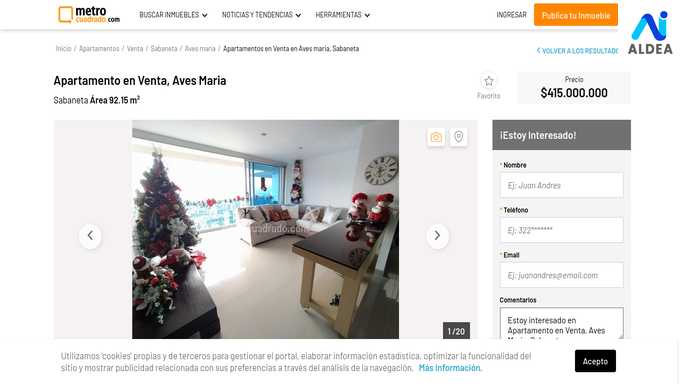 metro
cuadrado.com
BUSCAR INMUEBLES
NOTICIAS Y TENDENCIAS
HERRAMIENTAS
INGRESAR
Publica tu Inmueble
ALDEA
Inicio / Apartamentos / Venta / Sabaneta / Aves maria / Apartamentos en Venta en Aves maria, Sabaneta
VOLVER A LOS RESULTADO
Apartamento en Venta, Aves Maria
Sabaneta Área 92.15 m²
Favorito
Precio
$415.000.000
¡Estoy Interesado!
* Nombre
Ej: Juan Andres
* Teléfono
Ej: 322*******
* Email
Ej: juanandres@email.com
Comentarios
Estoy interesado en
Apartamento en Venta, Aves
cuadrado.com
1 / 20
Utilizamos 'cookies' propias y de terceros para gestionar el portal, elaborar información estadística, optimizar la funcionalidad del
sitio y mostrar publicidad relacionada con sus preferencias a través del análisis de la navegación. Más Información.
Acepto